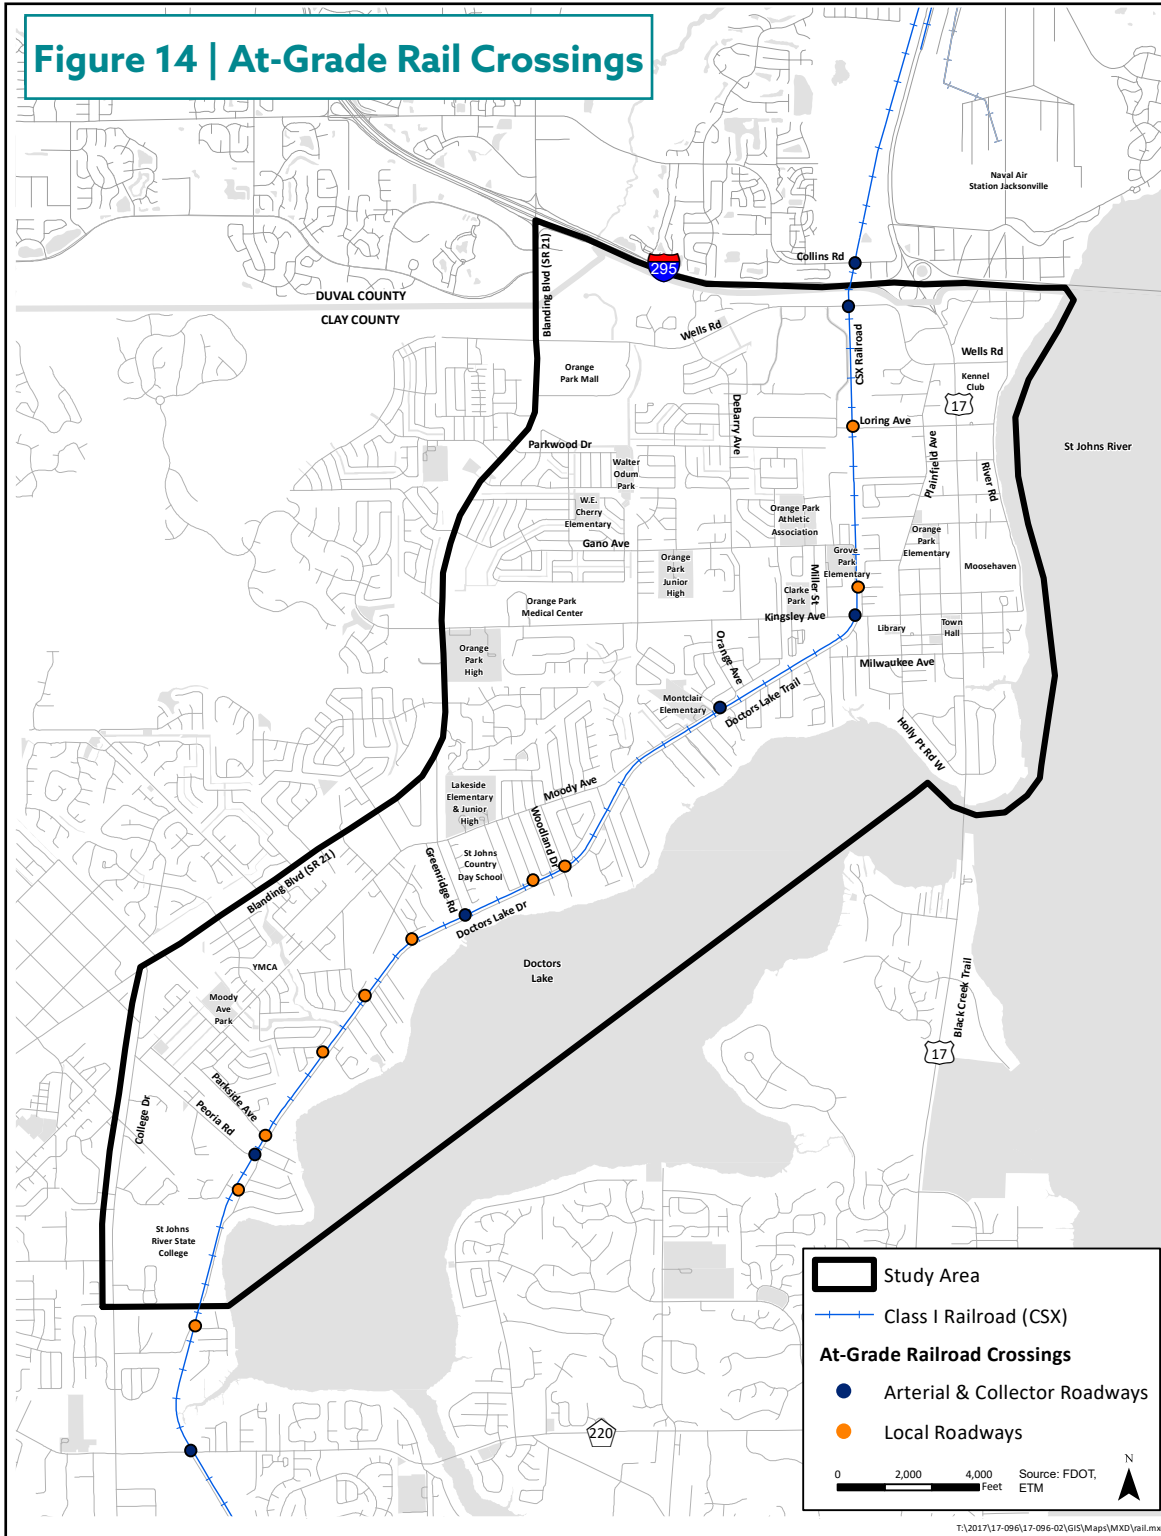 Figure 14 | At-Grade Rail Crossings
Naval Air
Station Jacksonville
Collins Rd
295
Blanding Blvd (SR 21)
DUVAL COUNTY
CLAY COUNTY
Wells Rd
CSX Railroad
Wells Rd
Orange
Park Mall
Kennel
Club
17
DeBarry Ave
Loring Ave
Parkwood Dr
Plainfield Ave
St Johns River
Walter
Odum
Park
River Rd
W.E.
Cherry
Elementary
Orange Park
Athletic
Association
Orange
Park
Elementary
Gano Ave
Grove
Park
Elementary
Orange
Park
Junior
High
Moosehaven
Miller St
Clarke
Park
Orange Park
Medical Center
Kingsley Ave
Library
Town
Hall
Orange
Park
High
Orange Ave
Milwaukee Ave
Montclair
Elementary
Doctors Lake Trail
Holly Pt Rd W
Lakeside
Elementary
& Junior
High
Moody Ave
Woodland Dr
St Johns
Country
Day School
Greenridge Rd
Blanding Blvd (SR 21)
Doctors Lake Dr
YMCA
Doctors
Lake
Moody
Ave
Park
Black Creek Trail
17
Parkside Ave
Peoria Rd
College Dr
St Johns
River State
College
220
Study Area
Class I Railroad (CSX)
At-Grade Railroad Crossings
Arterial & Collector Roadways
Local Roadways
0 2,000 4,000
Feet
Source: FDOT,
ETM
N
T:\2017\17-096\17-096-02\GIS\Maps\MXD\rail.mx